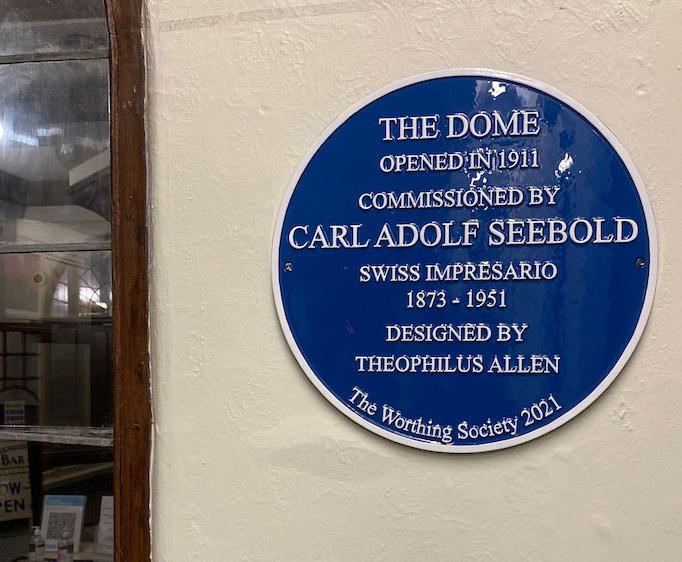 THE DOME
OPENED IN 1911
COMMISSIONED BY
CARL ADOLF SEEBOLD
SWISS IMPRESARIO
1873 - 1951
DESIGNED BY
THEOPHILUS ALLEN
The Worthing Society 2021
BAR